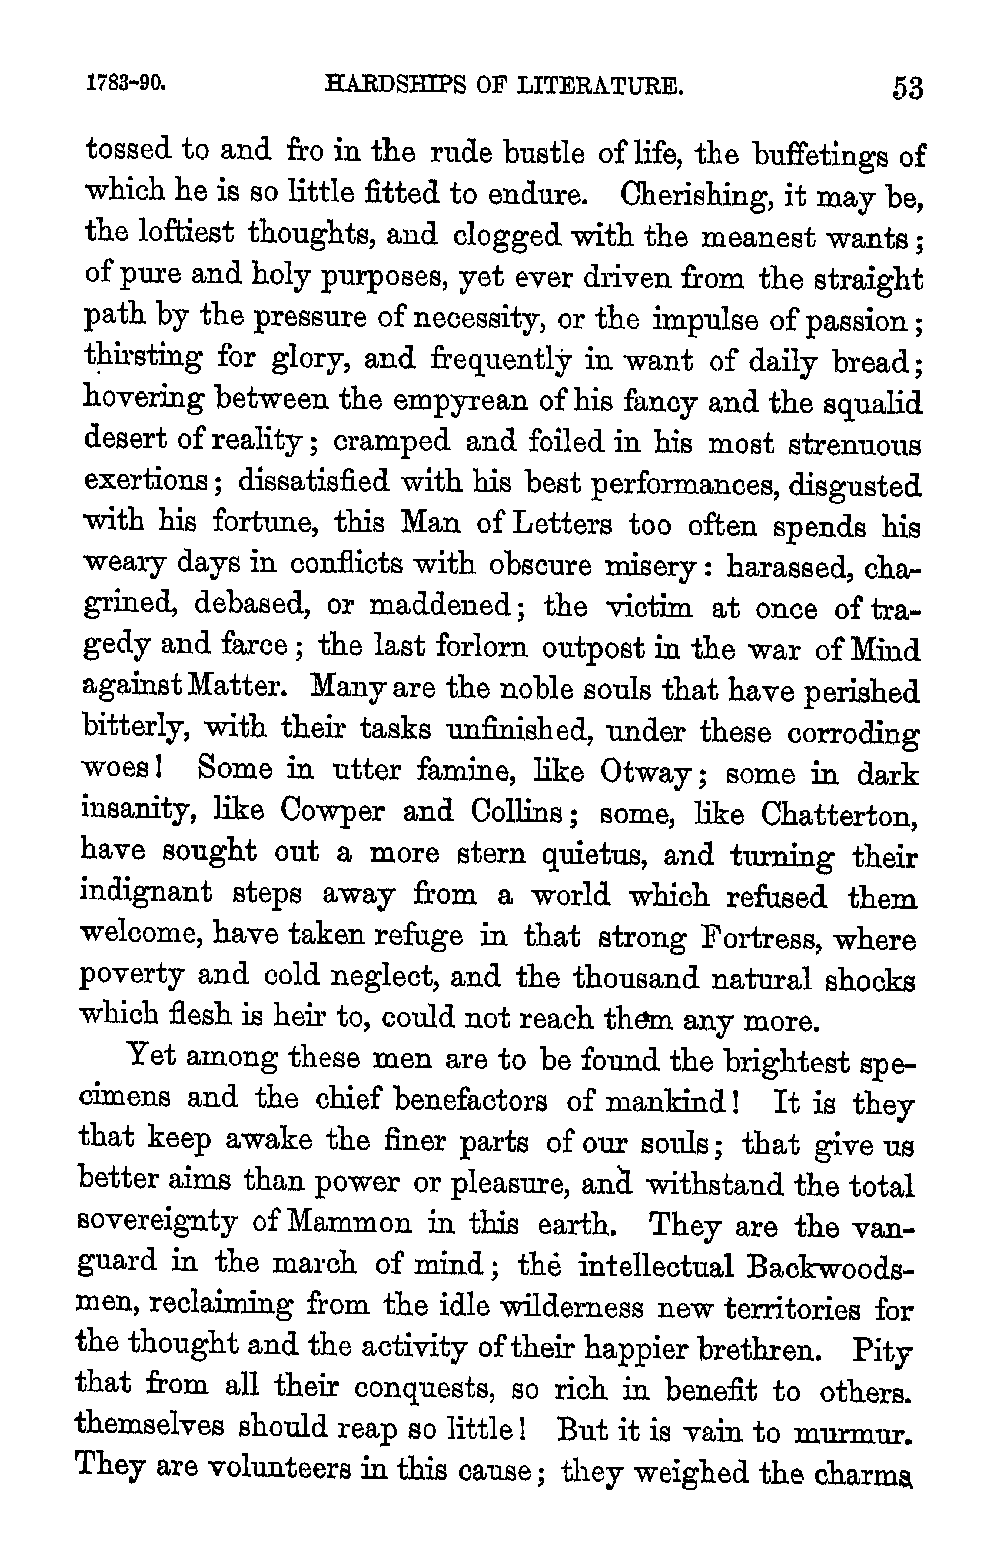 1783-90. HARDSHIPS OF LITERATURE. 53
tossed to and fro in the rude bustle of life, the buffetings of
which he is so little fitted to endure. Cherishing, it may be,
the loftiest thoughts, and clogged with the meanest wants;
of pure and holy purposes, yet ever driven from the straight
path by the pressure of necessity, or the impulse of passion;
thirsting for glory, and frequently in want of daily bread;
hovering between the empyrean of his fancy and the squalid
desert of reality; cramped and foiled in his most strenuous
exertions; dissatisfied with his best performances, disgusted
with his fortune, this Man of Letters too often spends his
weary days in conflicts with obscure misery: harassed, cha-
grined, debased, or maddened; the victim at once of tra-
gedy and farce; the last forlorn outpost in the war of Mind
against Matter. Many are the noble souls that have perished
bitterly, with their tasks unfinished, under these corroding
woes! Some in utter famine, like Otway; some in dark
insanity, like Cowper and Collins; some, like Chatterton,
have sought out a more stern quietus, and turning their
indignant steps away from a world which refused them
welcome, have taken refuge in that strong Fortress, where
poverty and cold neglect, and the thousand natural shocks
which flesh is heir to, could not reach them any more.
Yet among these men are to be found the brightest spe-
cimens and the chief benefactors of mankind! It is they
that keep awake the finer parts of our souls; that give us
better aims than power or pleasure, and withstand the total
sovereignty of Mammon in this earth. They are the van-
guard in the march of mind; the intellectual Backwoods-
men, reclaiming from the idle wilderness new territories for
the thought and the activity of their happier brethren. Pity
that from all their conquests, so rich in benefit to others.
themselves should reap so little! But it is vain to murmur.
They are volunteers in this cause; they weighed the charms